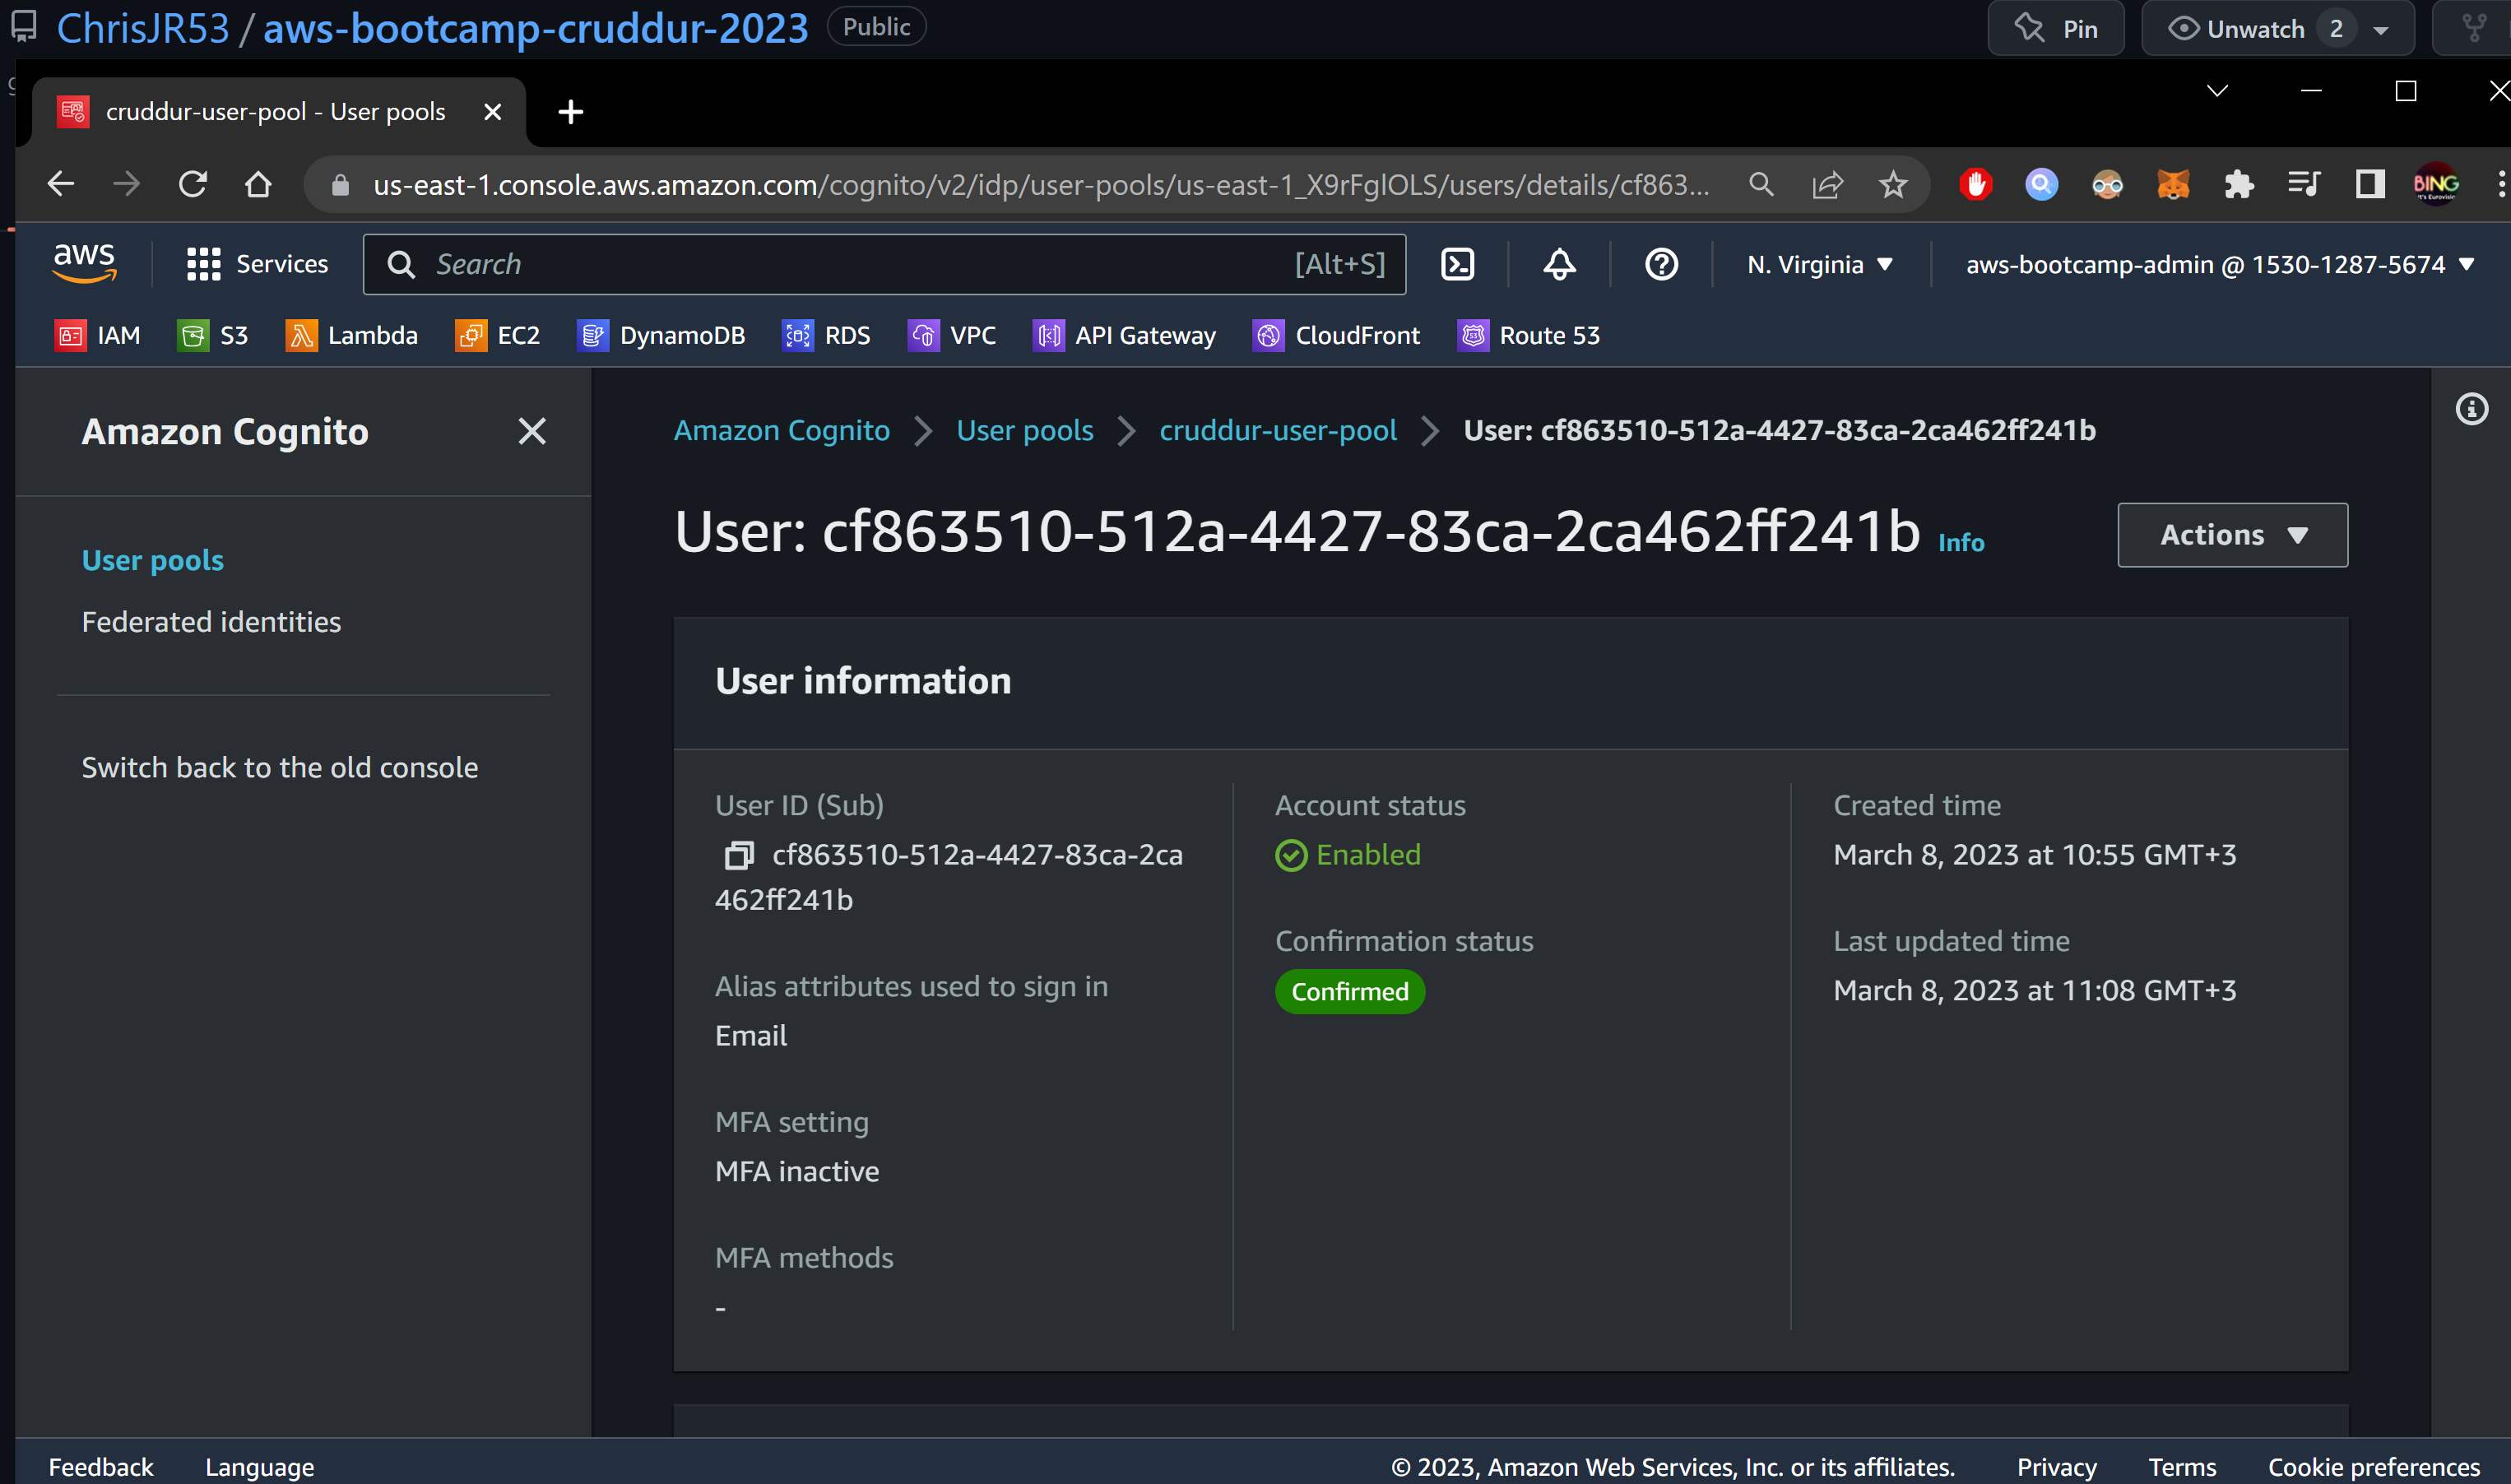 ChrisJR53 / aws-bootcamp-cruddur-2023 Public Pin Unwatch 2
cruddur-user-pool - User pools
us-east-1.console.aws.amazon.com/cognito/v2/idp/user-pools/us-east-1_X9rFglOLS/users/details/cf863... BING
It's Eurovisio
aws Services Search [Alt+S] N. Virginia aws-bootcamp-admin @ 1530-1287-5674
IAM S3 Lambda EC2 DynamoDB RDS VPC API Gateway CloudFront Route 53
Amazon Cognito
User pools
Federated identities
Switch back to the old console
Amazon Cognito User pools cruddur-user-pool User: cf863510-512a-4427-83ca-2ca462ff241b
User: cf863510-512a-4427-83ca-2ca462ff241b Info Actions
User information
User ID (Sub)
cf863510-512a-4427-83ca-2ca
462ff241b
Alias attributes used to sign in
Email
MFA setting
MFA inactive
MFA methods
-
Account status
Enabled
Confirmation status
Confirmed
Created time
March 8, 2023 at 10:55 GMT+3
Last updated time
March 8, 2023 at 11:08 GMT+3
Feedback Language © 2023, Amazon Web Services, Inc. or its affiliates. Privacy Terms Cookie preferences